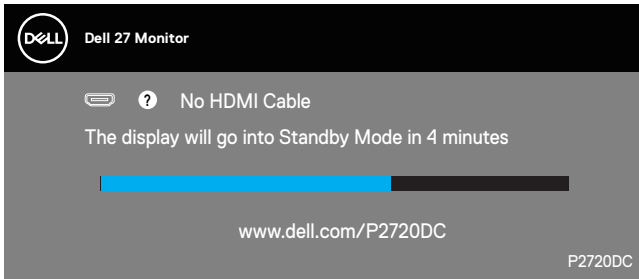 DELL Dell 27 Monitor
? No HDMI Cable
The display will go into Standby Mode in 4 minutes
www.dell.com/P2720DC
P2720DC